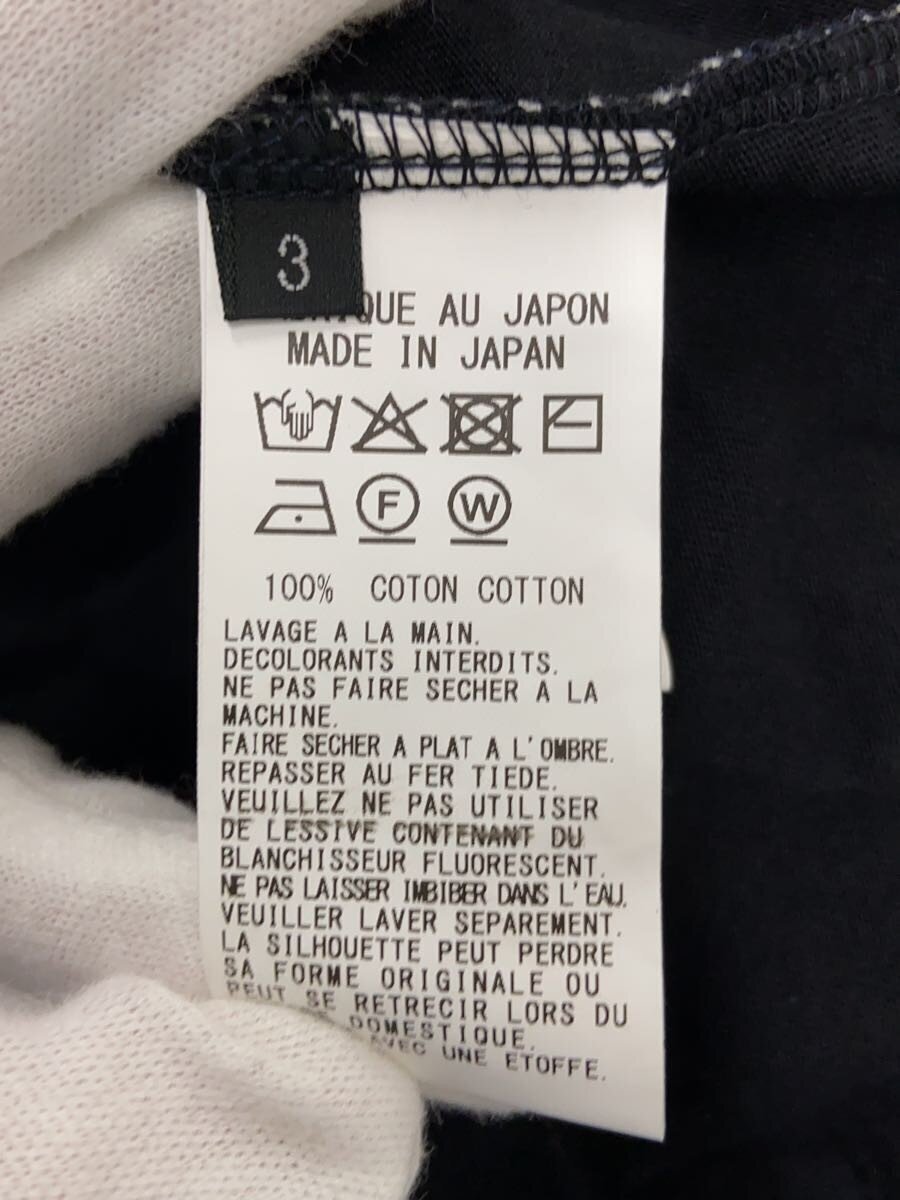 3
AU JAPON
MADE IN JAPAN
F W
100% COTON COTTON
LAVAGE A LA MAIN.
DECOLORANTS INTERDITS.
NE PAS FAIRE SECHER A LA
MACHINE.
FAIRE SECHER A PLAT A L'OMBRE.
REPASSER AU FER TIEDE.
VEUILLEZ NE PAS UTILISER
DE LESSIVE CONTENANT DU
BLANCHISSEUR FLUORESCENT.
NE PAS LAISSER IMBIBER DANS L'EAU.
VEUILLER LAVER SEPAREMENT.
LA SILHOUETTE PEUT PERDRE
SA FORME ORIGINALE OU
PEUT SE RETRECIR LORS DU
DOMESTIQUE.
AVEC UNE ETOFFE.